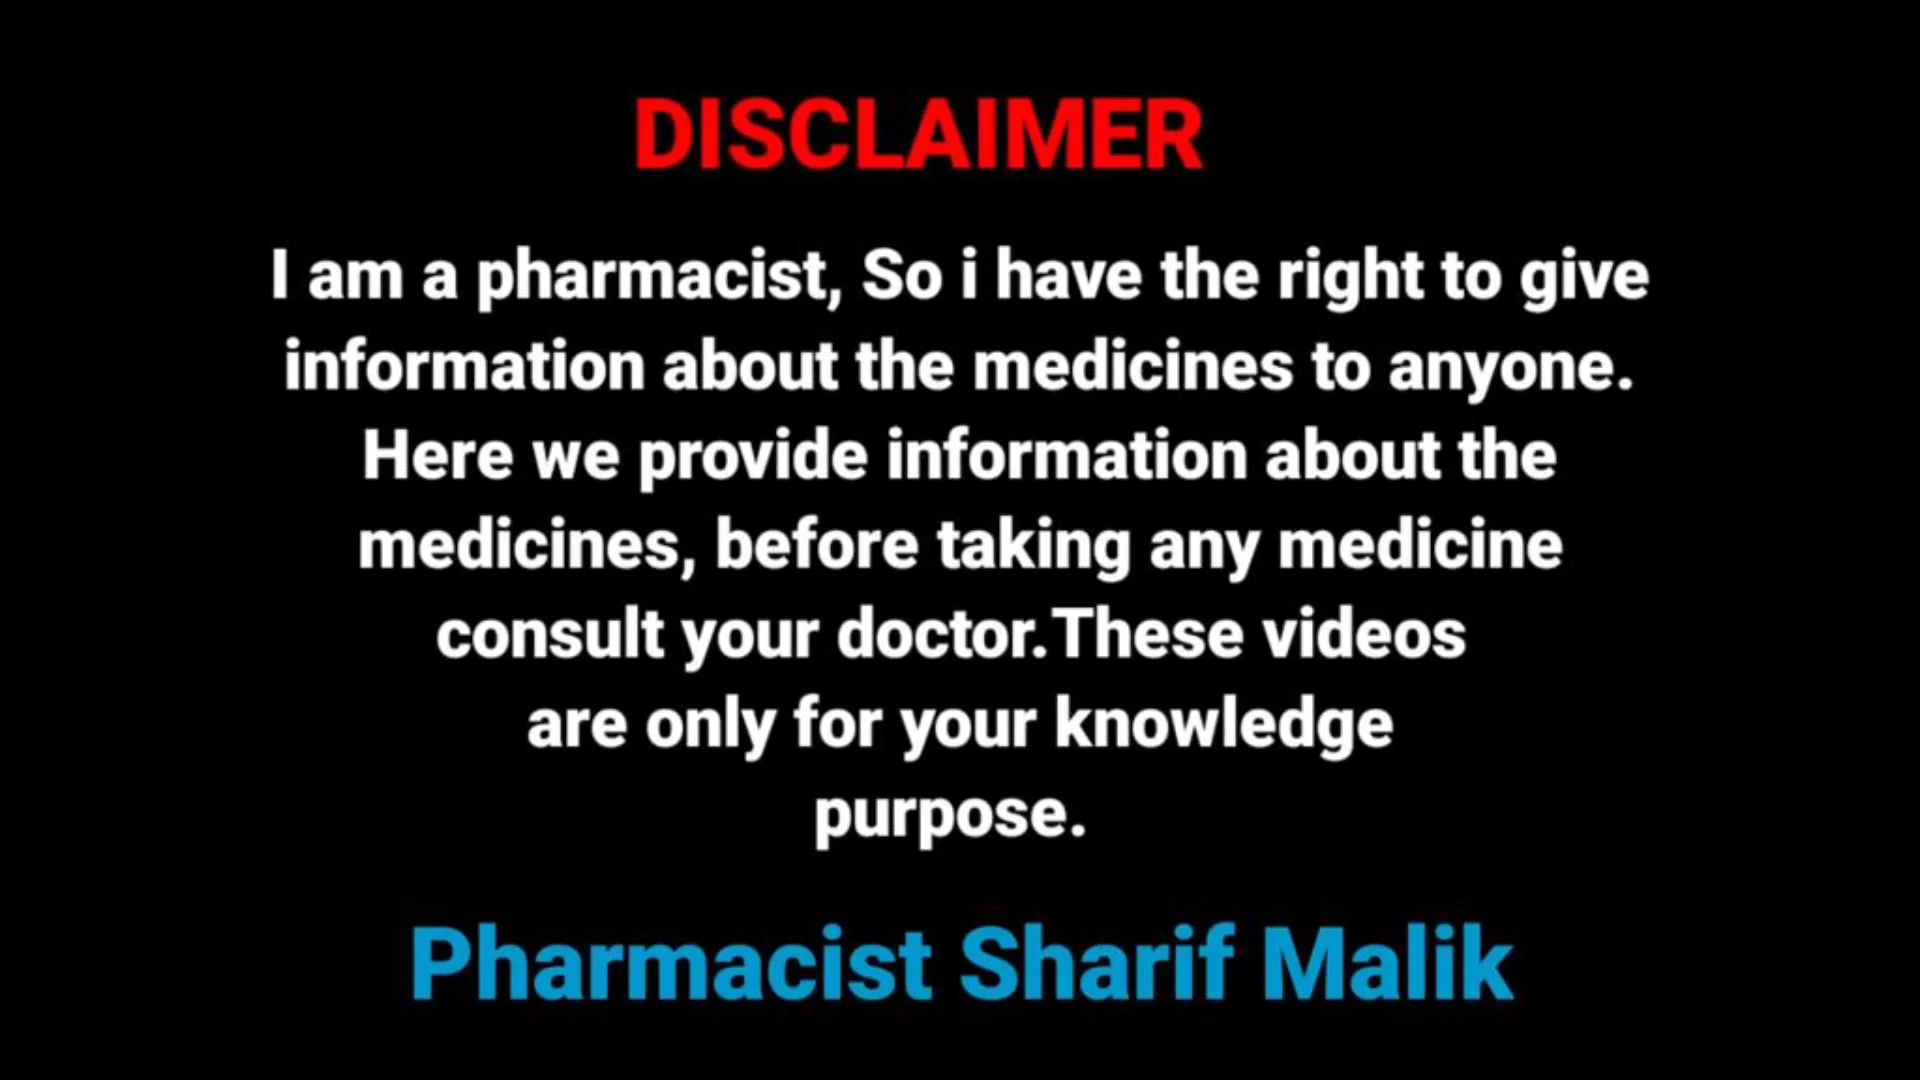 DISCLAIMER
I am a pharmacist, So i have the right to give
information about the medicines to anyone.
Here we provide information about the
medicines, before taking any medicine
consult your doctor.These videos
are only for your knowledge
purpose.
Pharmacist Sharif Malik